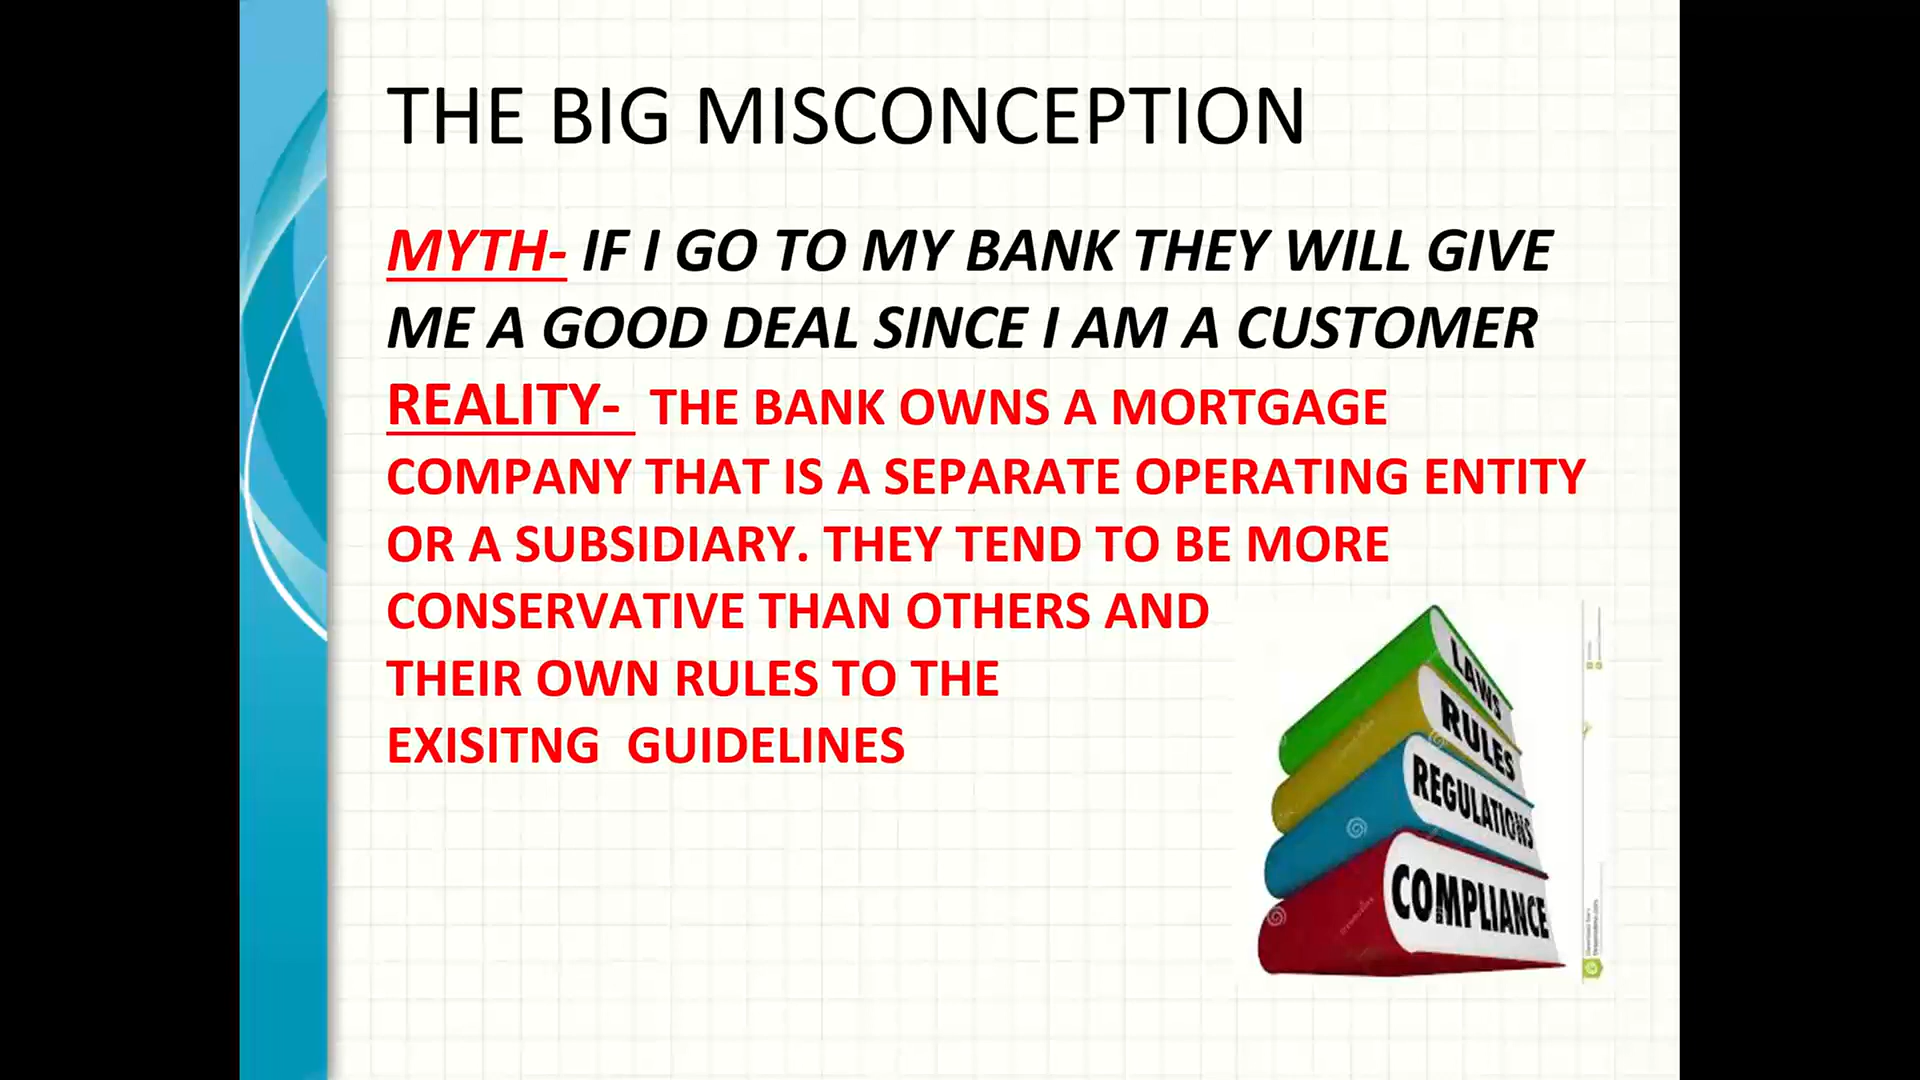 THE BIG MISCONCEPTION
MYTH- IF I GO TO MY BANK THEY WILL GIVE
ME A GOOD DEAL SINCE I AM A CUSTOMER
REALITY- THE BANK OWNS A MORTGAGE
COMPANY THAT IS A SEPARATE OPERATING ENTITY
OR A SUBSIDIARY. THEY TEND TO BE MORE
CONSERVATIVE THAN OTHERS AND
THEIR OWN RULES TO THE
EXISITNG GUIDELINES
LAWS
RULES
REGULATIONS
COMPLIANCE